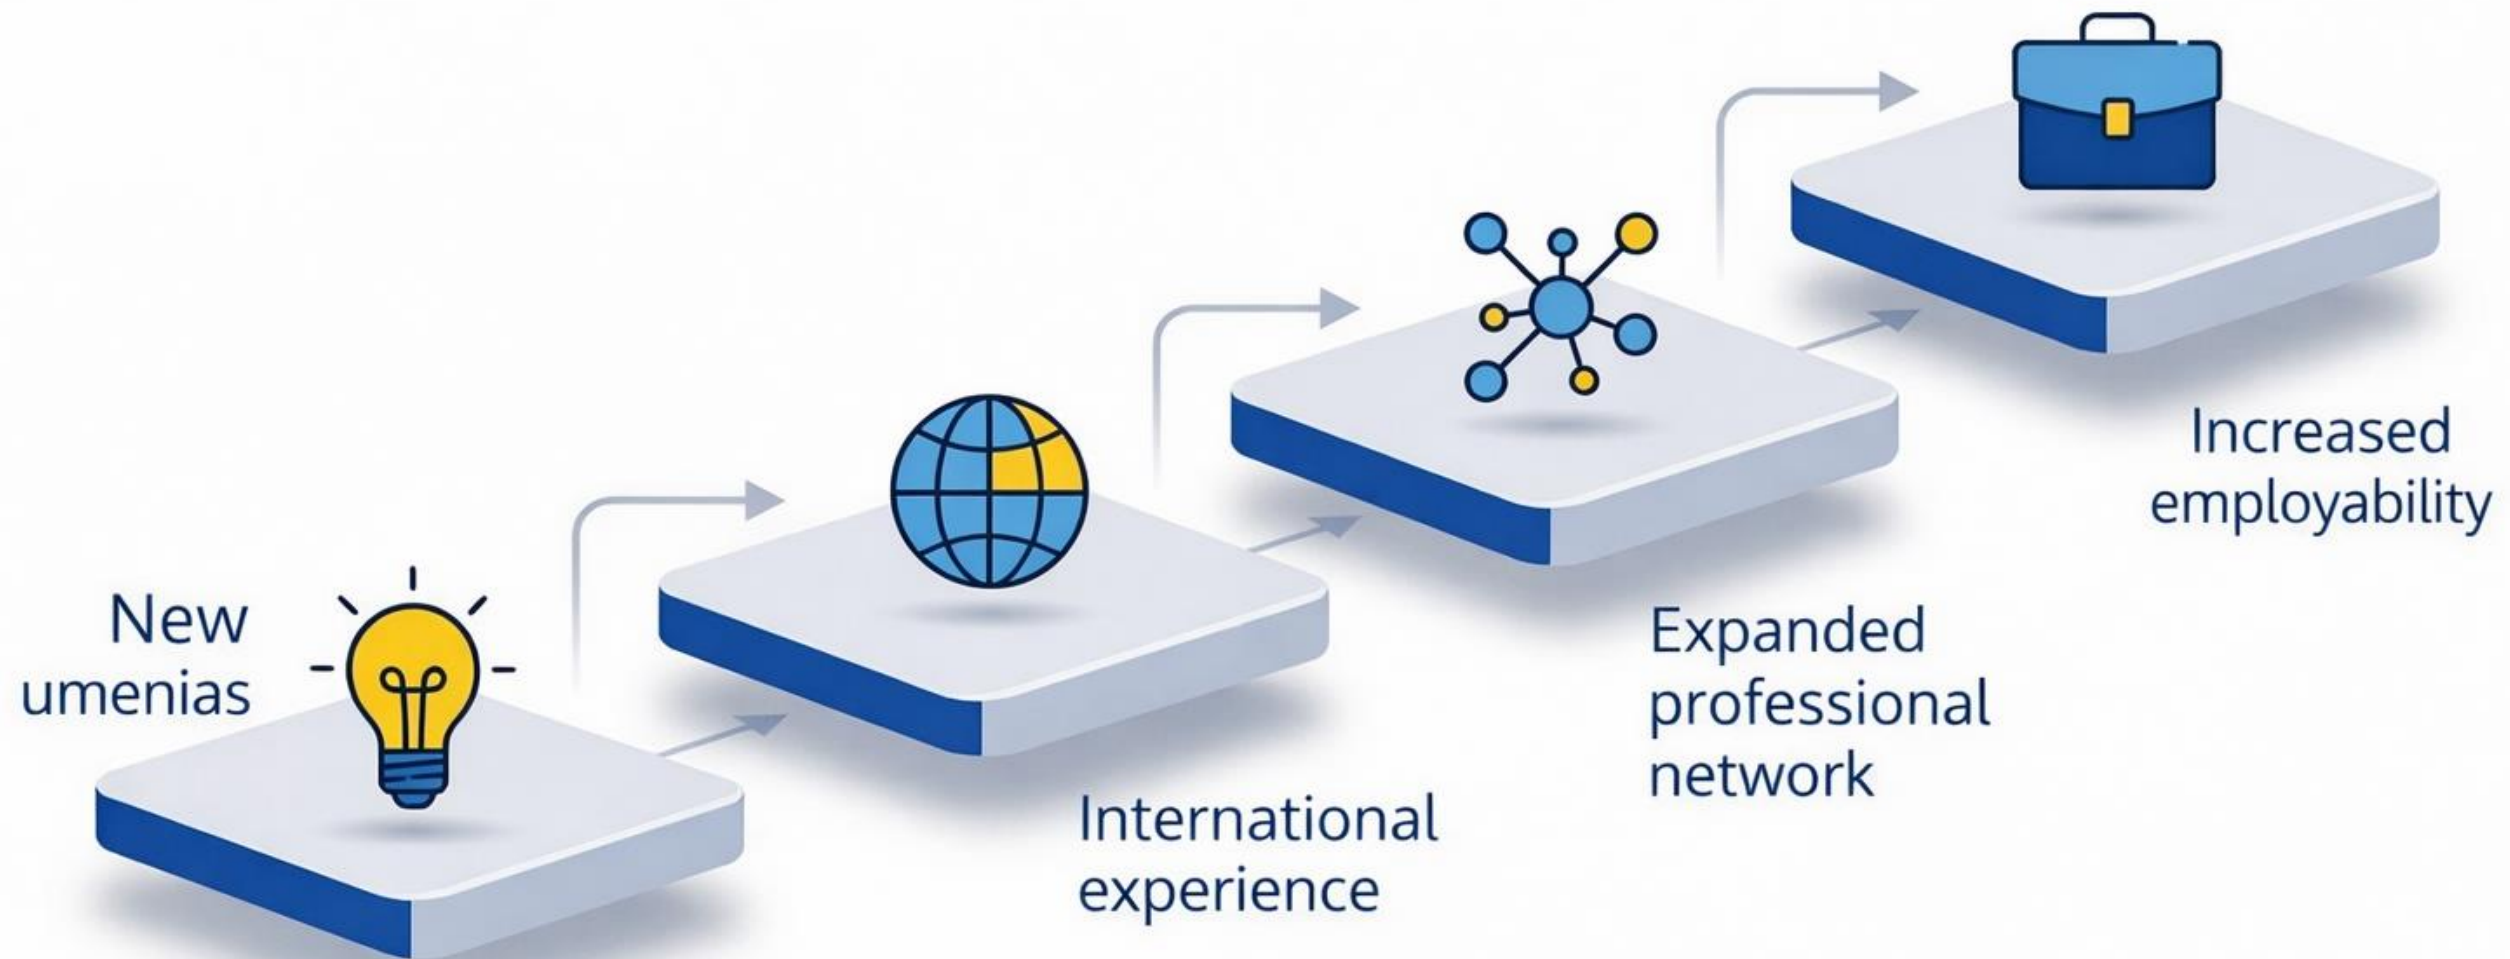 New
umenias
International
experience
Expanded
professional
network
Increased
employability